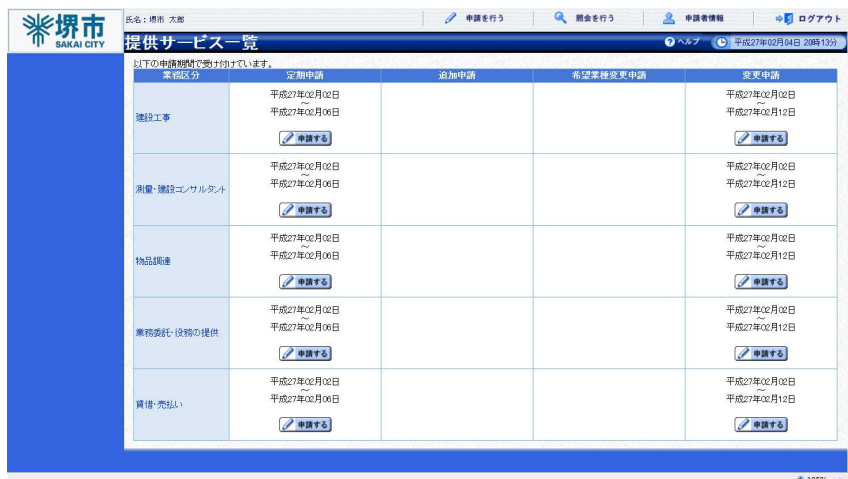 堺市
SAKAI CITY
氏名：堺市 太郎
申請を行う
照会を行う
申請者情報
ログアウト
提供サービス一覧
ヘルプ
平成27年02月04日 20時13分
以下の申請期間で受け付けています。
業務区分 定期申請 追加申請 希望業種変更申請 変更申請
建設工事
平成27年02月02日
～
平成27年02月06日
申請する
平成27年02月02日
～
平成27年02月12日
申請する
測量・建設コンサルタント
平成27年02月02日
～
平成27年02月06日
申請する
平成27年02月02日
～
平成27年02月12日
申請する
物品調達
平成27年02月02日
～
平成27年02月06日
申請する
平成27年02月02日
～
平成27年02月12日
申請する
業務委託・役務の提供
平成27年02月02日
～
平成27年02月06日
申請する
平成27年02月02日
～
平成27年02月12日
申請する
賃借・売払い
平成27年02月02日
～
平成27年02月06日
申請する
平成27年02月02日
～
平成27年02月12日
申請する